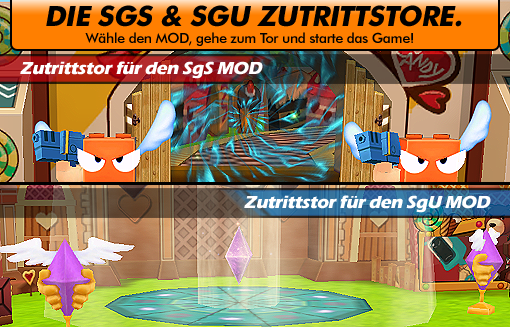 DIE SGS & SGU ZUTRITTSTORE.
Wähle den MOD, gehe zum Tor und starte das Game!
Zutrittstor für den SgS MOD
CANDY
Zutrittstor für den SgU MOD